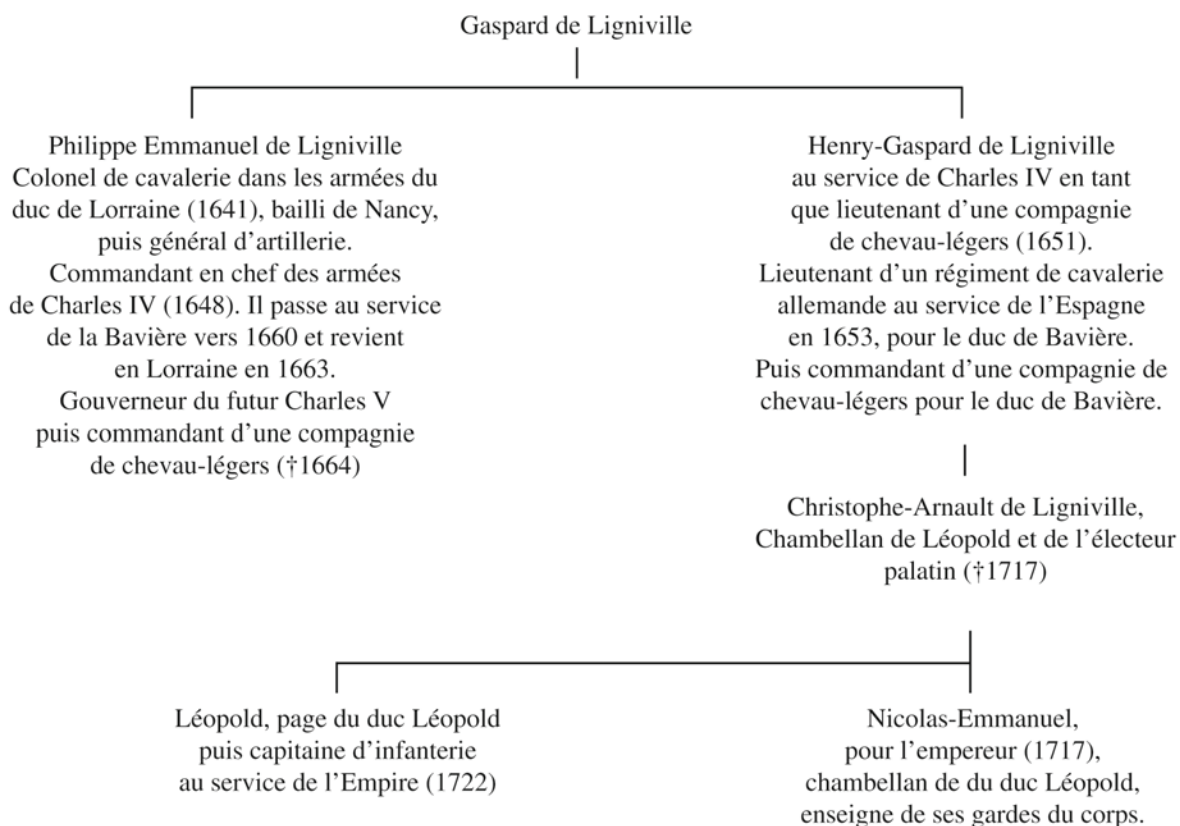 Gaspard de Ligniville
Philippe Emmanuel de Ligniville
Colonel de cavalerie dans les armées du
duc de Lorraine (1641), bailli de Nancy,
puis général d’artillerie.
Commandant en chef des armées
de Charles IV (1648). Il passe au service
de la Bavière vers 1660 et revient
en Lorraine en 1663.
Gouverneur du futur Charles V
puis commandant d’une compagnie
de chevau-légers (†1664)
Henry-Gaspard de Ligniville
au service de Charles IV en tant
que lieutenant d’une compagnie
de chevau-légers (1651).
Lieutenant d’un régiment de cavalerie
allemande au service de l’Espagne
en 1653, pour le duc de Bavière.
Puis commandant d’une compagnie de
chevau-légers pour le duc de Bavière.
Christophe-Arnault de Ligniville,
Chambellan de Léopold et de l’électeur
palatin (†1717)
Léopold, page du duc Léopold
puis capitaine d’infanterie
au service de l’Empire (1722)
Nicolas-Emmanuel,
pour l’empereur (1717),
chambellan de du duc Léopold,
enseigne de ses gardes du corps.